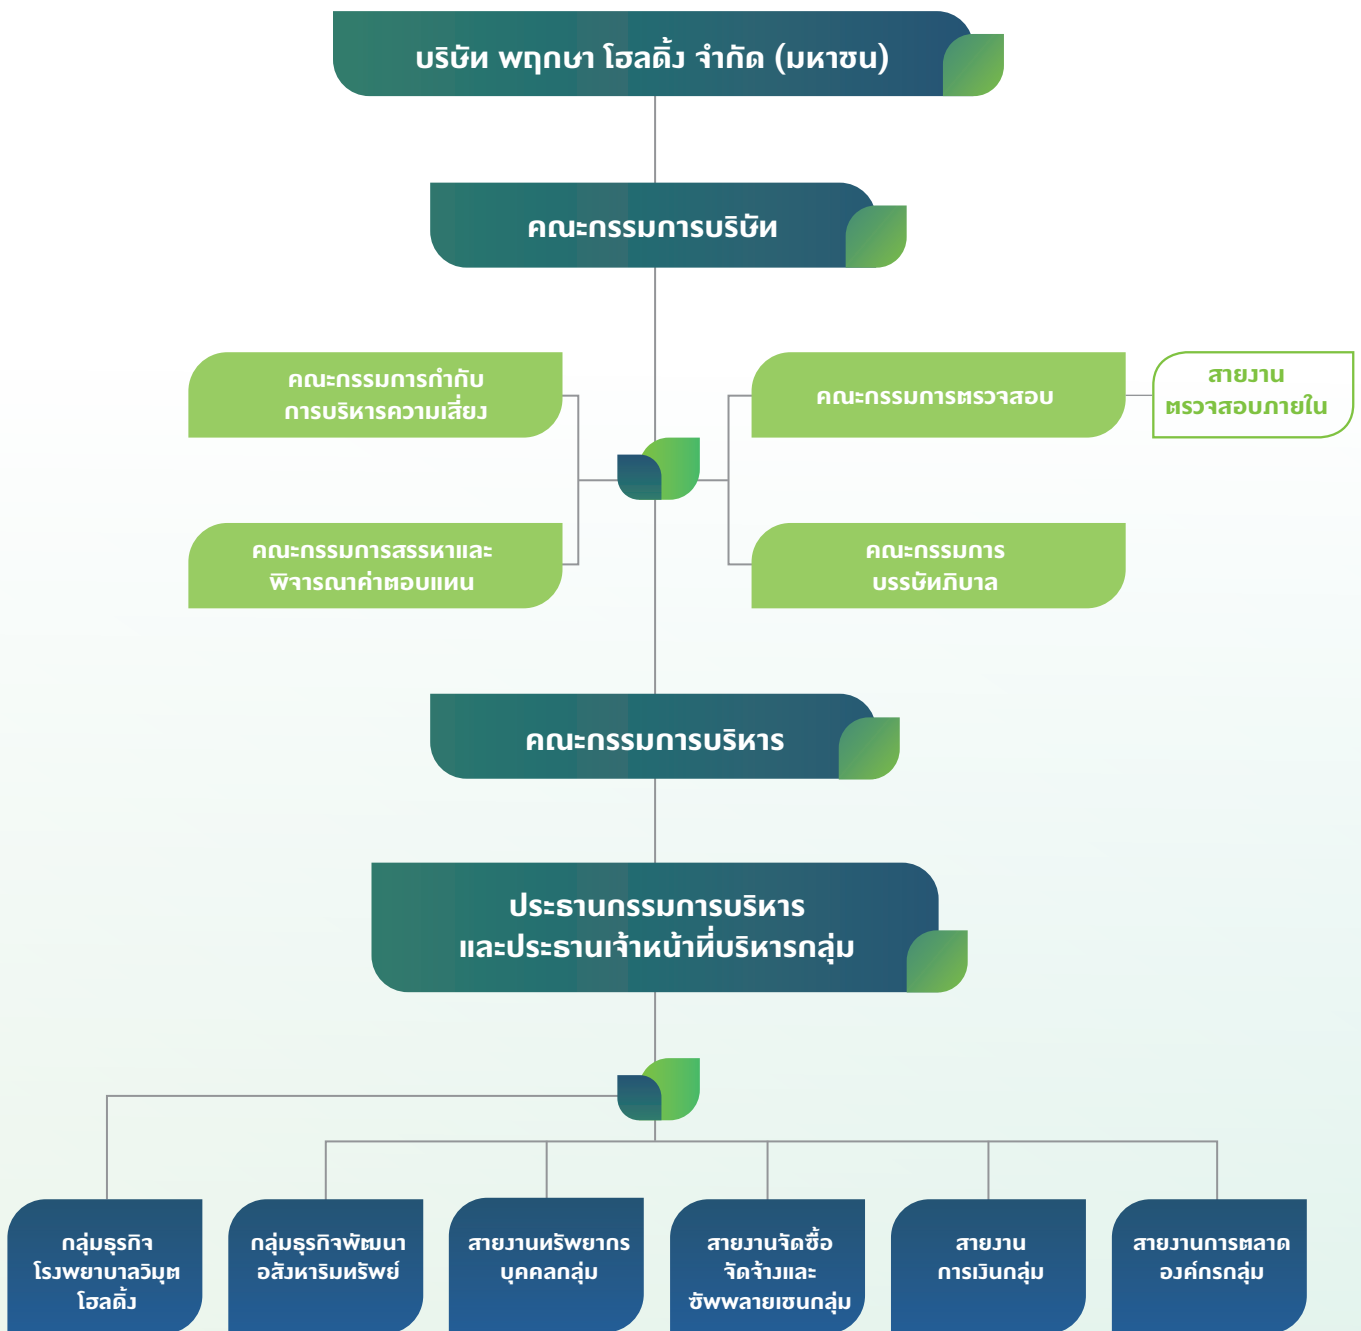 บริษัท พฤกษา โฮลดิ้ง จำกัด (มหาชน)
คณะกรรมการบริษัท
คณะกรรมการกำกับ
การบริหารความเสี่ยง
คณะกรรมการตรวจสอบ
สายงาน
ตรวจสอบภายใน
คณะกรรมการสรรหาและ
พิจารณาค่าตอบแทน
คณะกรรมการ
บรรษัทภิบาล
คณะกรรมการบริหาร
ประธานกรรมการบริหาร
และประธานเจ้าหน้าที่บริหารกลุ่ม
กลุ่มธุรกิจ
โรงพยาบาลวิมุต
โฮลดิ้ง
กลุ่มธุรกิจพัฒนา
อสังหาริมทรัพย์
สายงานทรัพยากร
บุคคลกลุ่ม
สายงานจัดซื้อ
จัดจ้างและ
ซัพพลายเชนกลุ่ม
สายงาน
การเงินกลุ่ม
สายงานการตลาด
องค์กรกลุ่ม